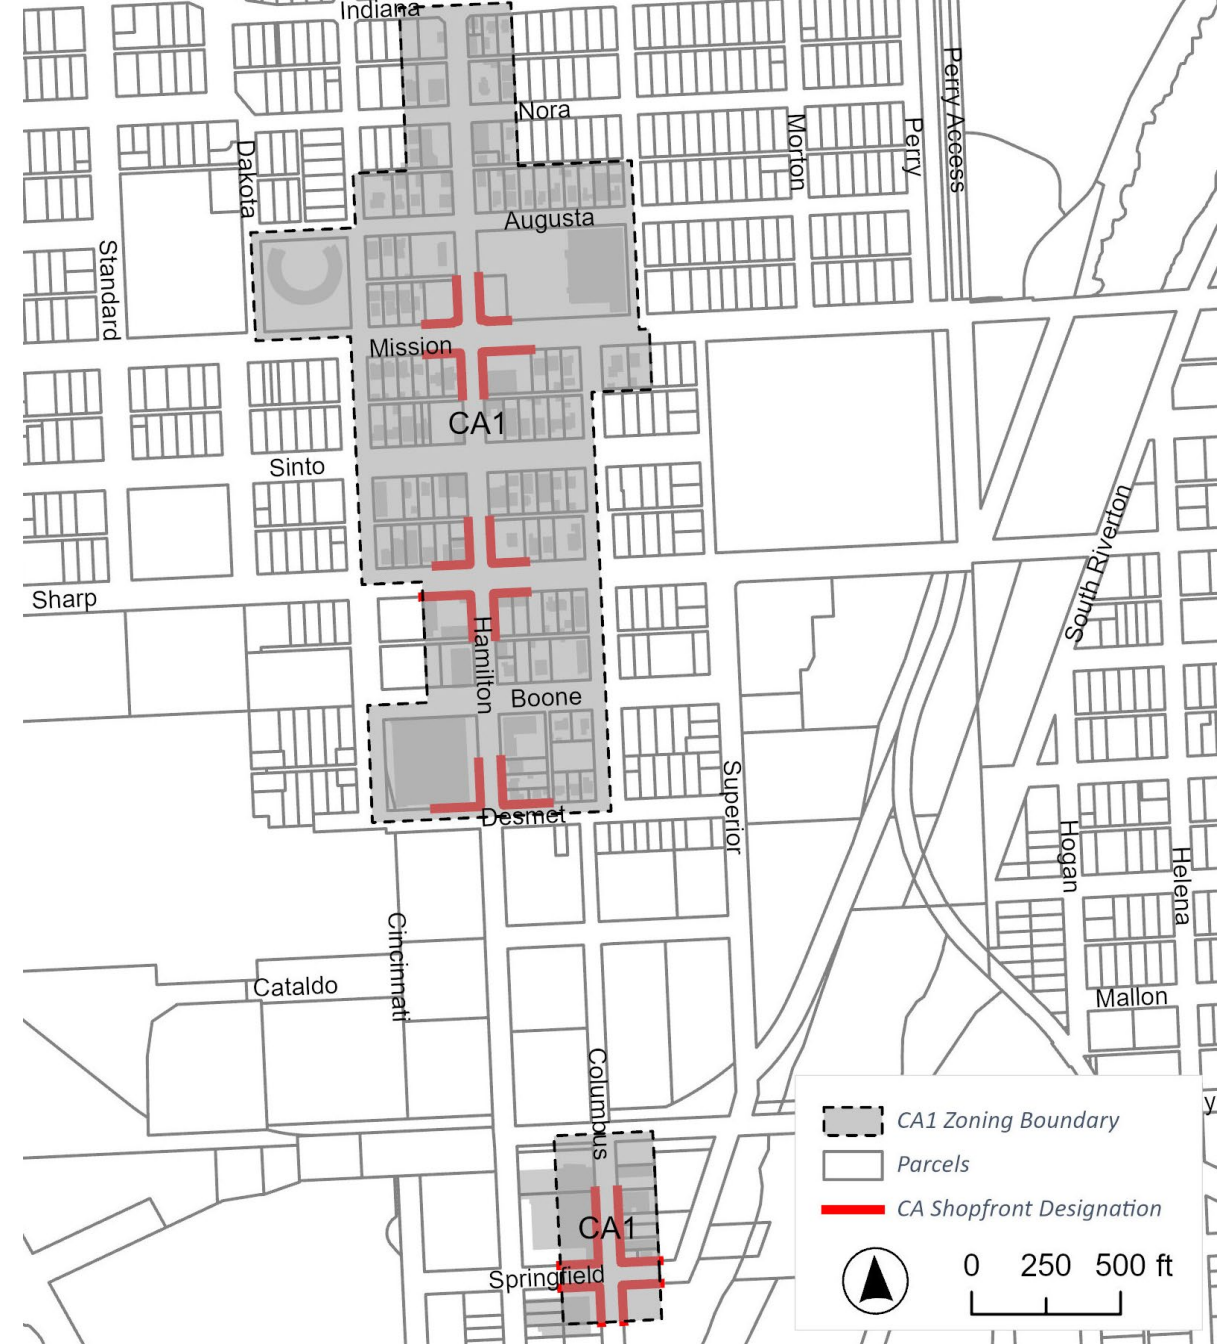 Indiana
Nora
Perry Access
Morton
Perry
Dakota
Augusta
Standard
Mission
CA1
Sinto
South Riverton
Sharp
Hamilton
Boone
Superior
Desmet
Hogan
Helena
Cincinnati
Cataldo
Mallon
Columbus
y
CA1
Springfield
CA1 Zoning Boundary
Parcels
CA Shopfront Designation
0 250 500 ft